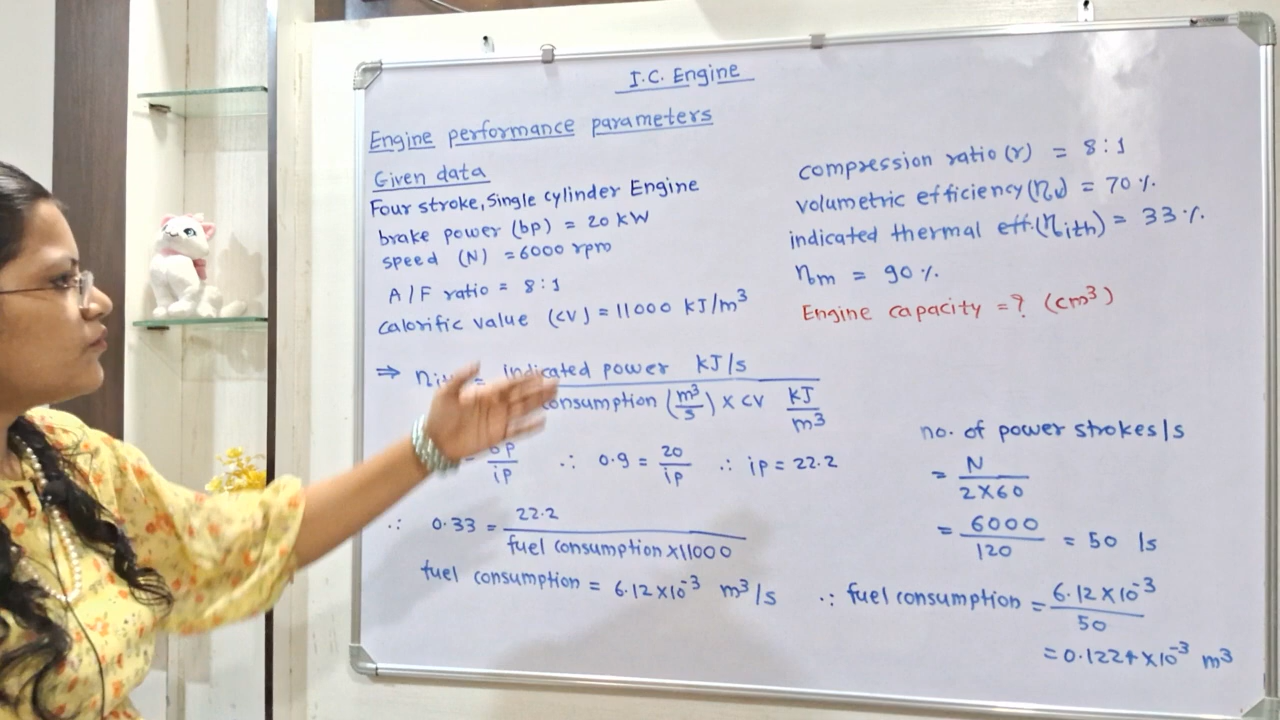 I.C. Engine
Engine performance parameters
Given data
Four stroke, Single cylinder Engine
brake power (bp) = 20 kW
speed (N) = 6000 rpm
A/F ratio = 8:1
calorific value (CV) = 11000 KJ/m³
compression ratio (r) = 8:1
volumetric efficiency (ηv) = 70 %.
indicated thermal eff. (ηith) = 33 %.
ηm = 90 %.
Engine capacity = ? (cm³)
⇒ ηi = indicated power KJ/s
consumption (m³/s) × CV KJ/m³
= bp/ip ∴ 0.9 = 20/ip ∴ ip = 22.2
∴ 0.33 = 22.2
fuel consumption × 11000
fuel consumption = 6.12×10⁻³ m³/s
no. of power strokes/s
= N
2×60
= 6000/120 = 50 /s
∴ fuel consumption = 6.12×10⁻³
50
= 0.1224×10⁻³ m³